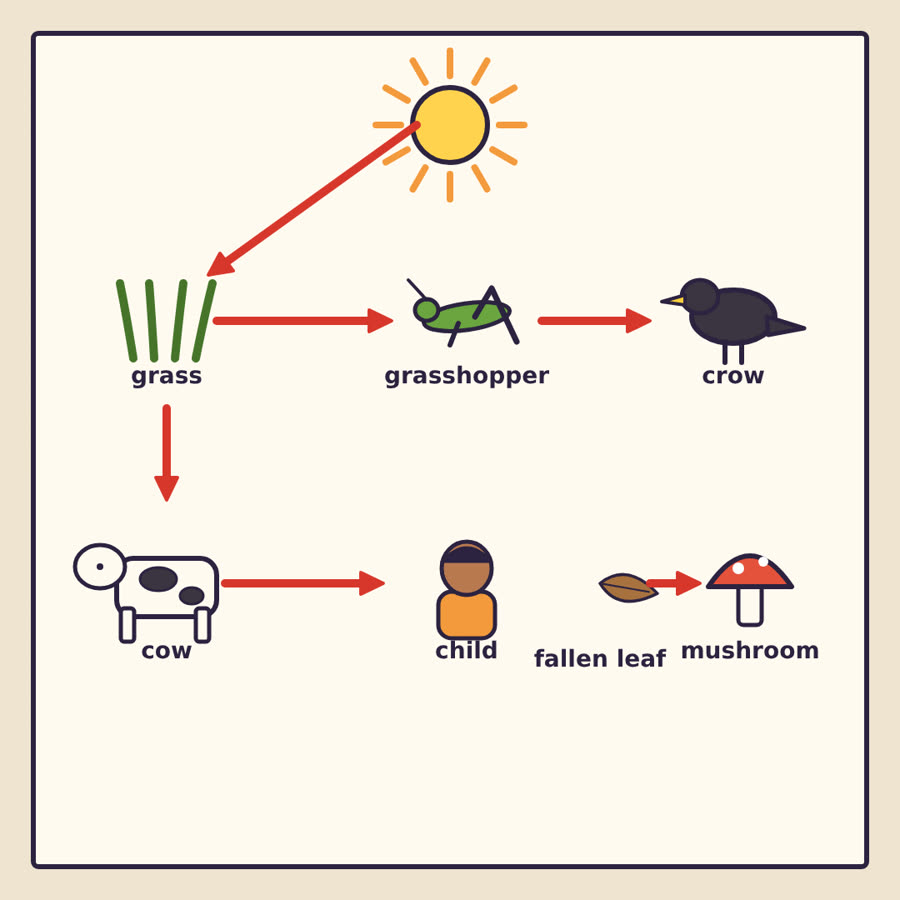 grass
grasshopper
crow
cow
child
fallen leaf
mushroom